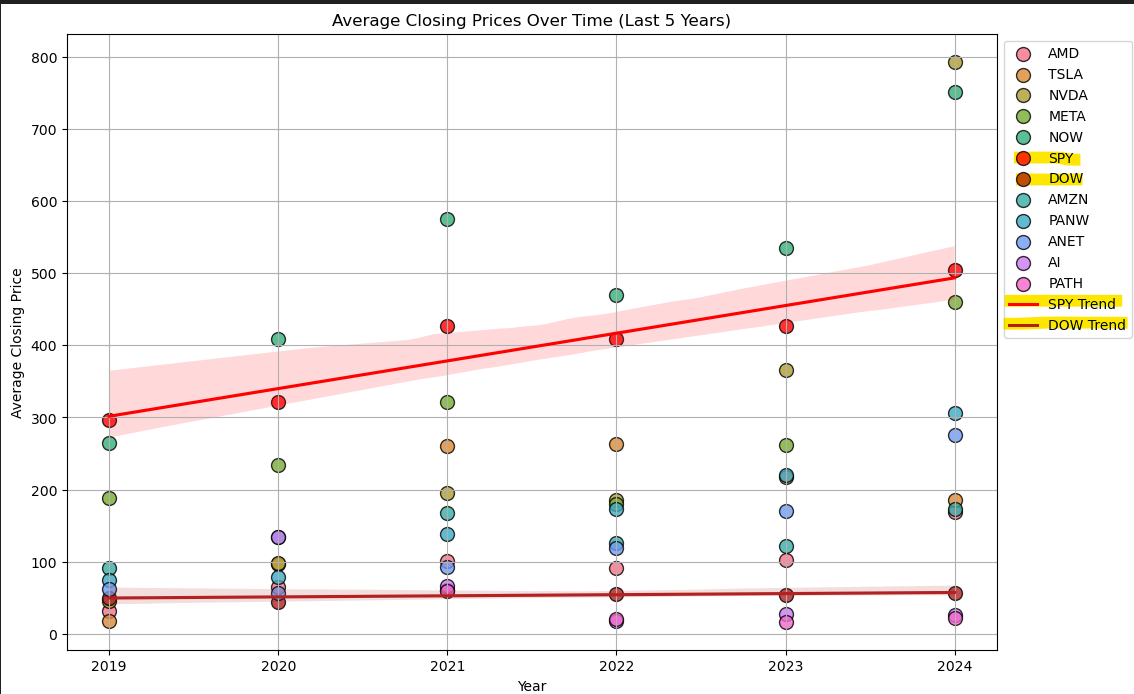 Average Closing Prices Over Time (Last 5 Years)
800
700
600
500
400
300
200
100
0
Average Closing Price
2019 2020 2021 2022 2023 2024
Year
AMD
TSLA
NVDA
META
NOW
SPY
DOW
AMZN
PANW
ANET
AI
PATH
SPY Trend
DOW Trend